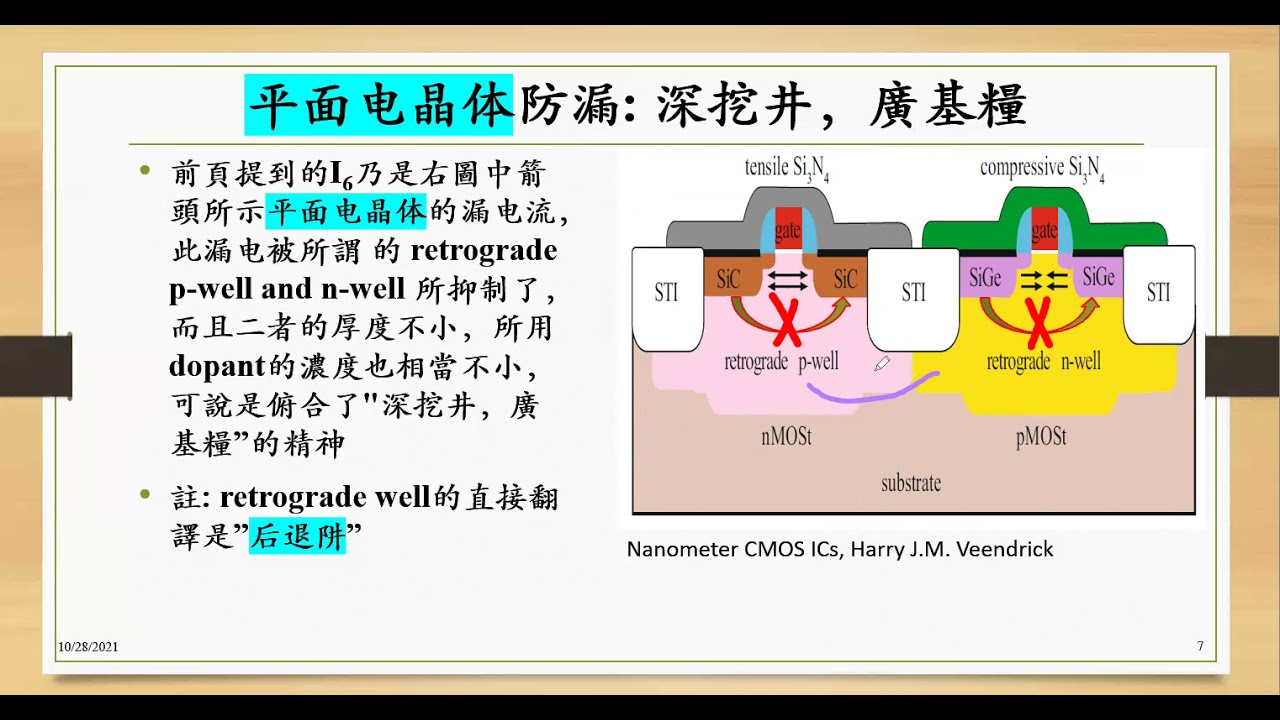 平面电晶体防漏: 深挖井，廣基糧
• 前頁提到的I₆乃是右圖中箭
頭所示平面电晶体的漏电流，
此漏电被所謂 的 retrograde
p-well and n-well 所抑制了，
而且二者的厚度不小，所用
dopant的濃度也相當不小，
可說是俯合了"深挖井，廣
基糧”的精神
• 註: retrograde well的直接翻
譯是”后退阱”
tensile Si₃N₄
compressive Si₃N₄
gate
gate
STI
SiC
SiC
STI
SiGe
SiGe
STI
retrograde p-well
retrograde n-well
nMOSt
pMOSt
substrate
Nanometer CMOS ICs, Harry J.M. Veendrick
10/28/2021
7